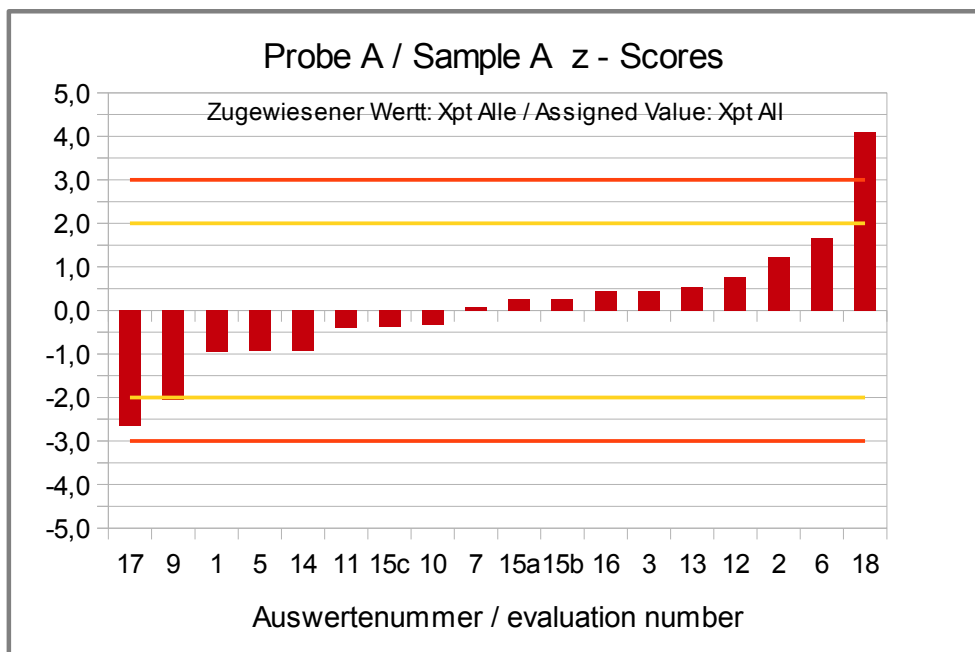 Probe A / Sample A z - Scores
Zugewiesener Wertt: Xpt Alle / Assigned Value: Xpt All
5,0
4,0
3,0
2,0
1,0
0,0
-1,0
-2,0
-3,0
-4,0
-5,0
17 9 1 5 14 11 15c 10 7 15a 15b 16 3 13 12 2 6 18
Auswertenummer / evaluation number